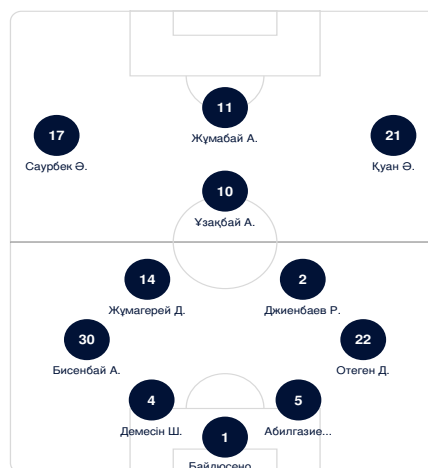 11
Жұмабай А.
17
Саурбек Ә.
21
Қуан Ә.
10
Ұзақбай А.
14
Жұмагерей Д.
2
Джиенбаев Р.
30
Бисенбай А.
22
Отеген Д.
4
Демесін Ш.
5
Абилгазие...
1